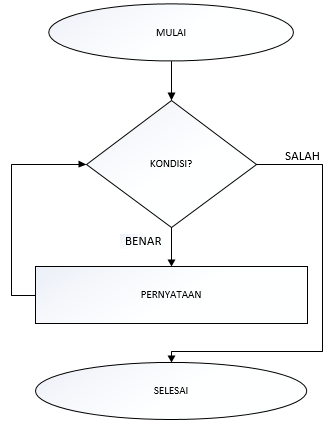 MULAI
KONDISI?
SALAH
BENAR
PERNYATAAN
SELESAI